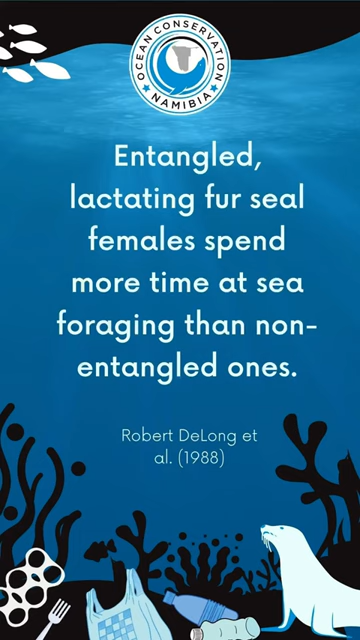 OCEAN CONSERVATION
NAMIBIA
Entangled,
lactating fur seal
females spend
more time at sea
foraging than non-
entangled ones.
Robert DeLong et
al. (1988)